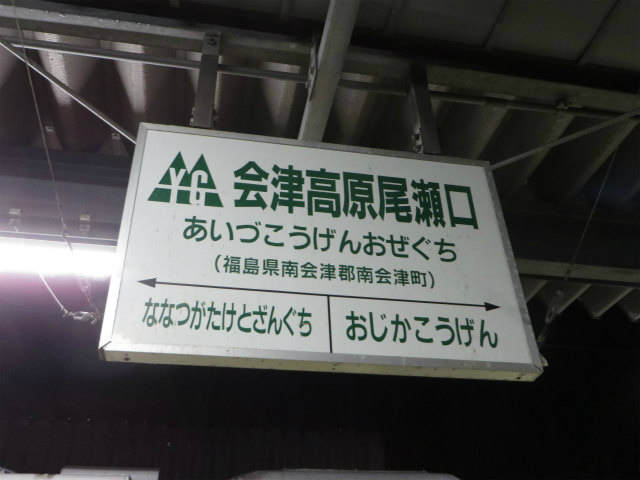 YG 会津高原尾瀬口
あいづこうげんおぜぐち
（福島県南会津郡南会津町）
ななつがたけとざんぐち おじかこうげん